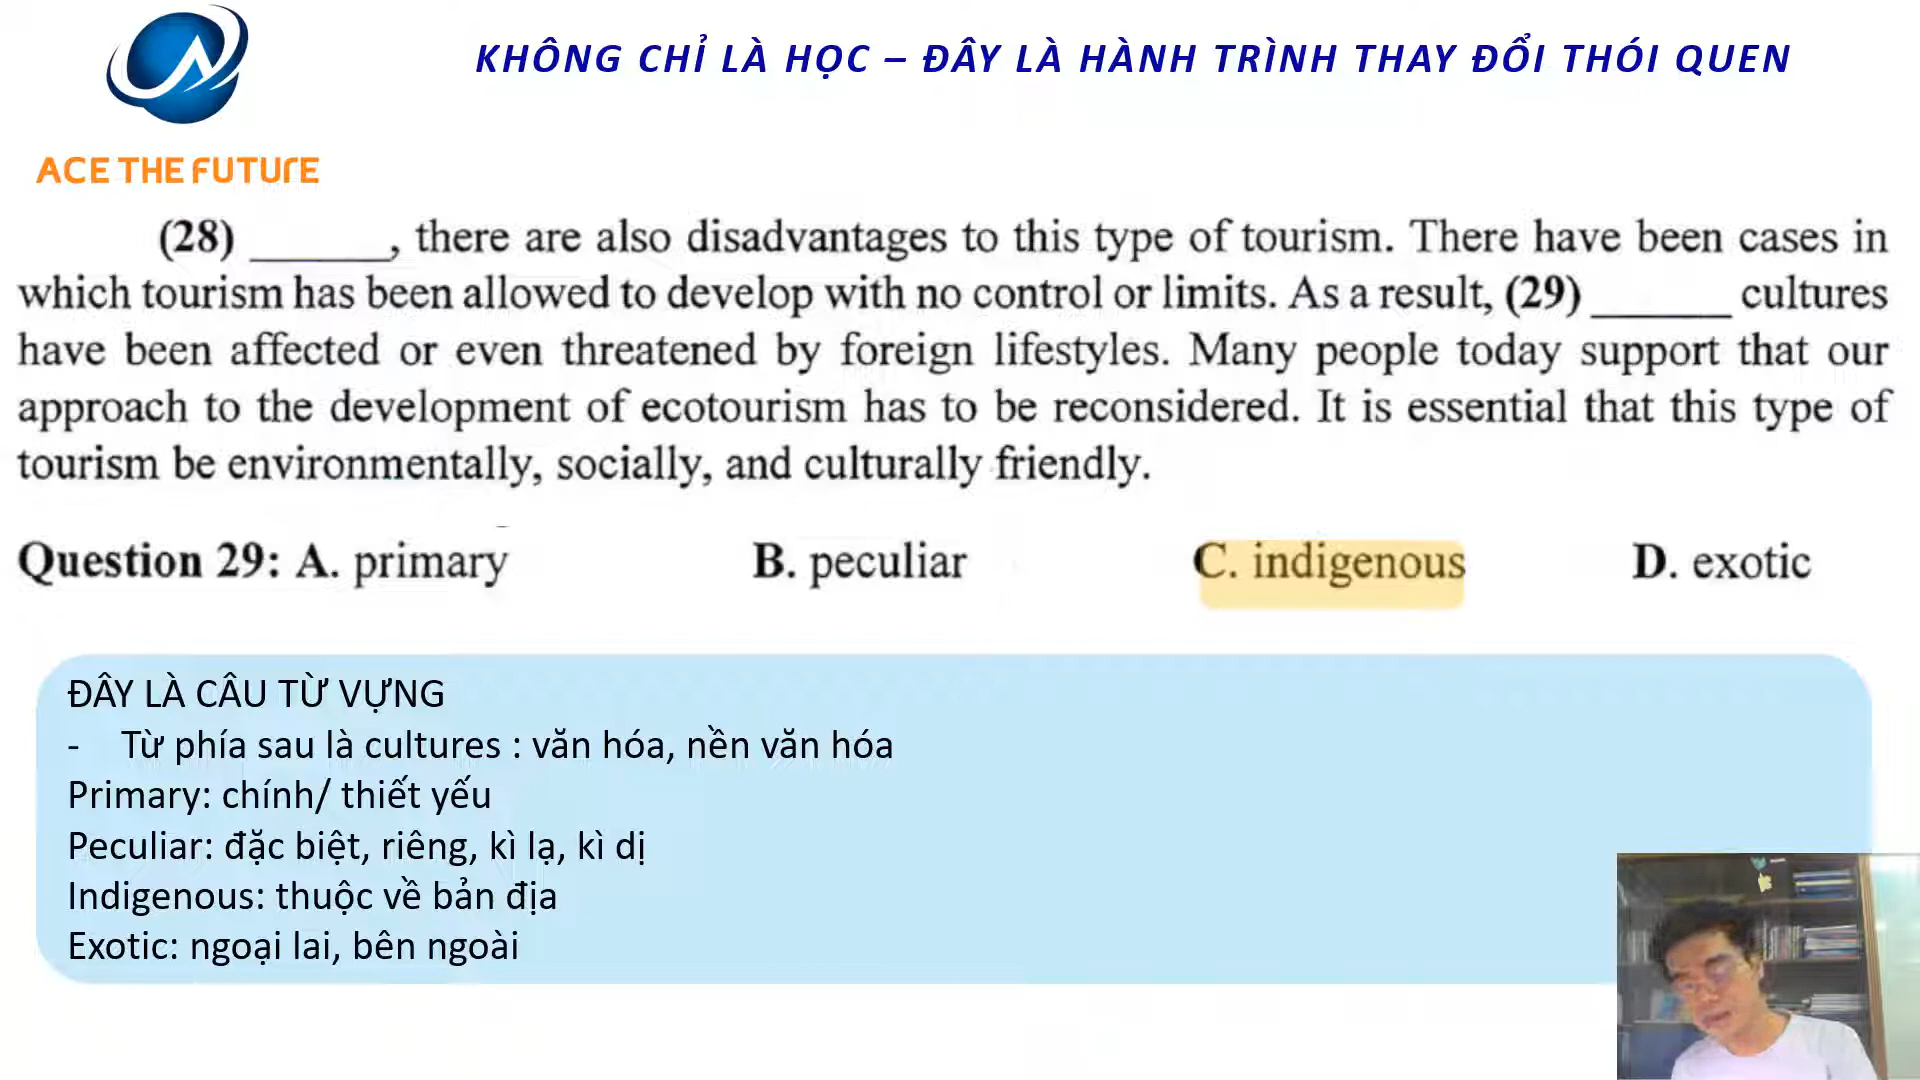 KHÔNG CHỈ LÀ HỌC – ĐÂY LÀ HÀNH TRÌNH THAY ĐỔI THÓI QUEN
ACE THE FUTURE
(28) ______, there are also disadvantages to this type of tourism. There have been cases in
which tourism has been allowed to develop with no control or limits. As a result, (29) ______ cultures
have been affected or even threatened by foreign lifestyles. Many people today support that our
approach to the development of ecotourism has to be reconsidered. It is essential that this type of
tourism be environmentally, socially, and culturally friendly.
Question 29: A. primary B. peculiar C. indigenous D. exotic
ĐÂY LÀ CÂU TỪ VỰNG
- Từ phía sau là cultures : văn hóa, nền văn hóa
Primary: chính/ thiết yếu
Peculiar: đặc biệt, riêng, kì lạ, kì dị
Indigenous: thuộc về bản địa
Exotic: ngoại lai, bên ngoài